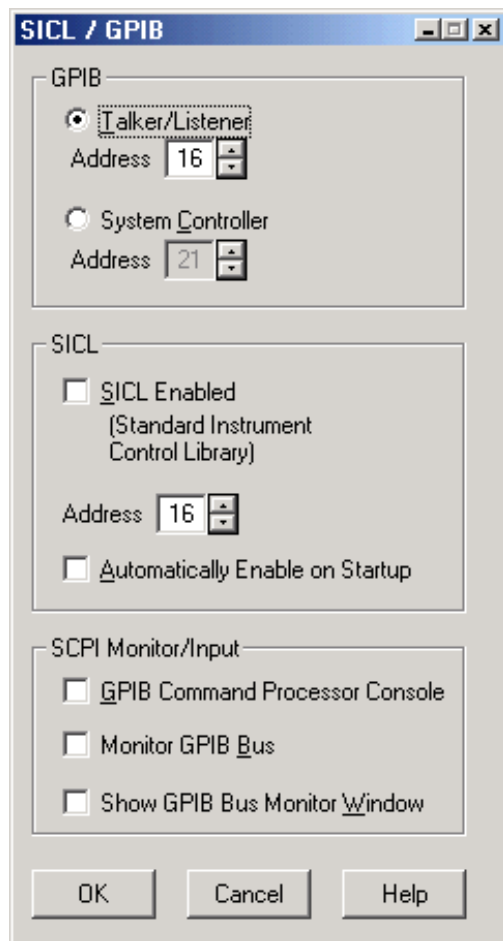 SICL / GPIB
GPIB
Talker/Listener
Address 16
System Controller
Address 21
SICL
SICL Enabled
(Standard Instrument
Control Library)
Address 16
Automatically Enable on Startup
SCPI Monitor/Input
GPIB Command Processor Console
Monitor GPIB Bus
Show GPIB Bus Monitor Window
OK Cancel Help